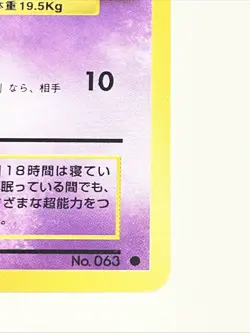 体重19.5Kg
なら、相手
10
18時間は寝てい
眠っている間でも、
ざまな超能力をつ
。
No. 063 ●